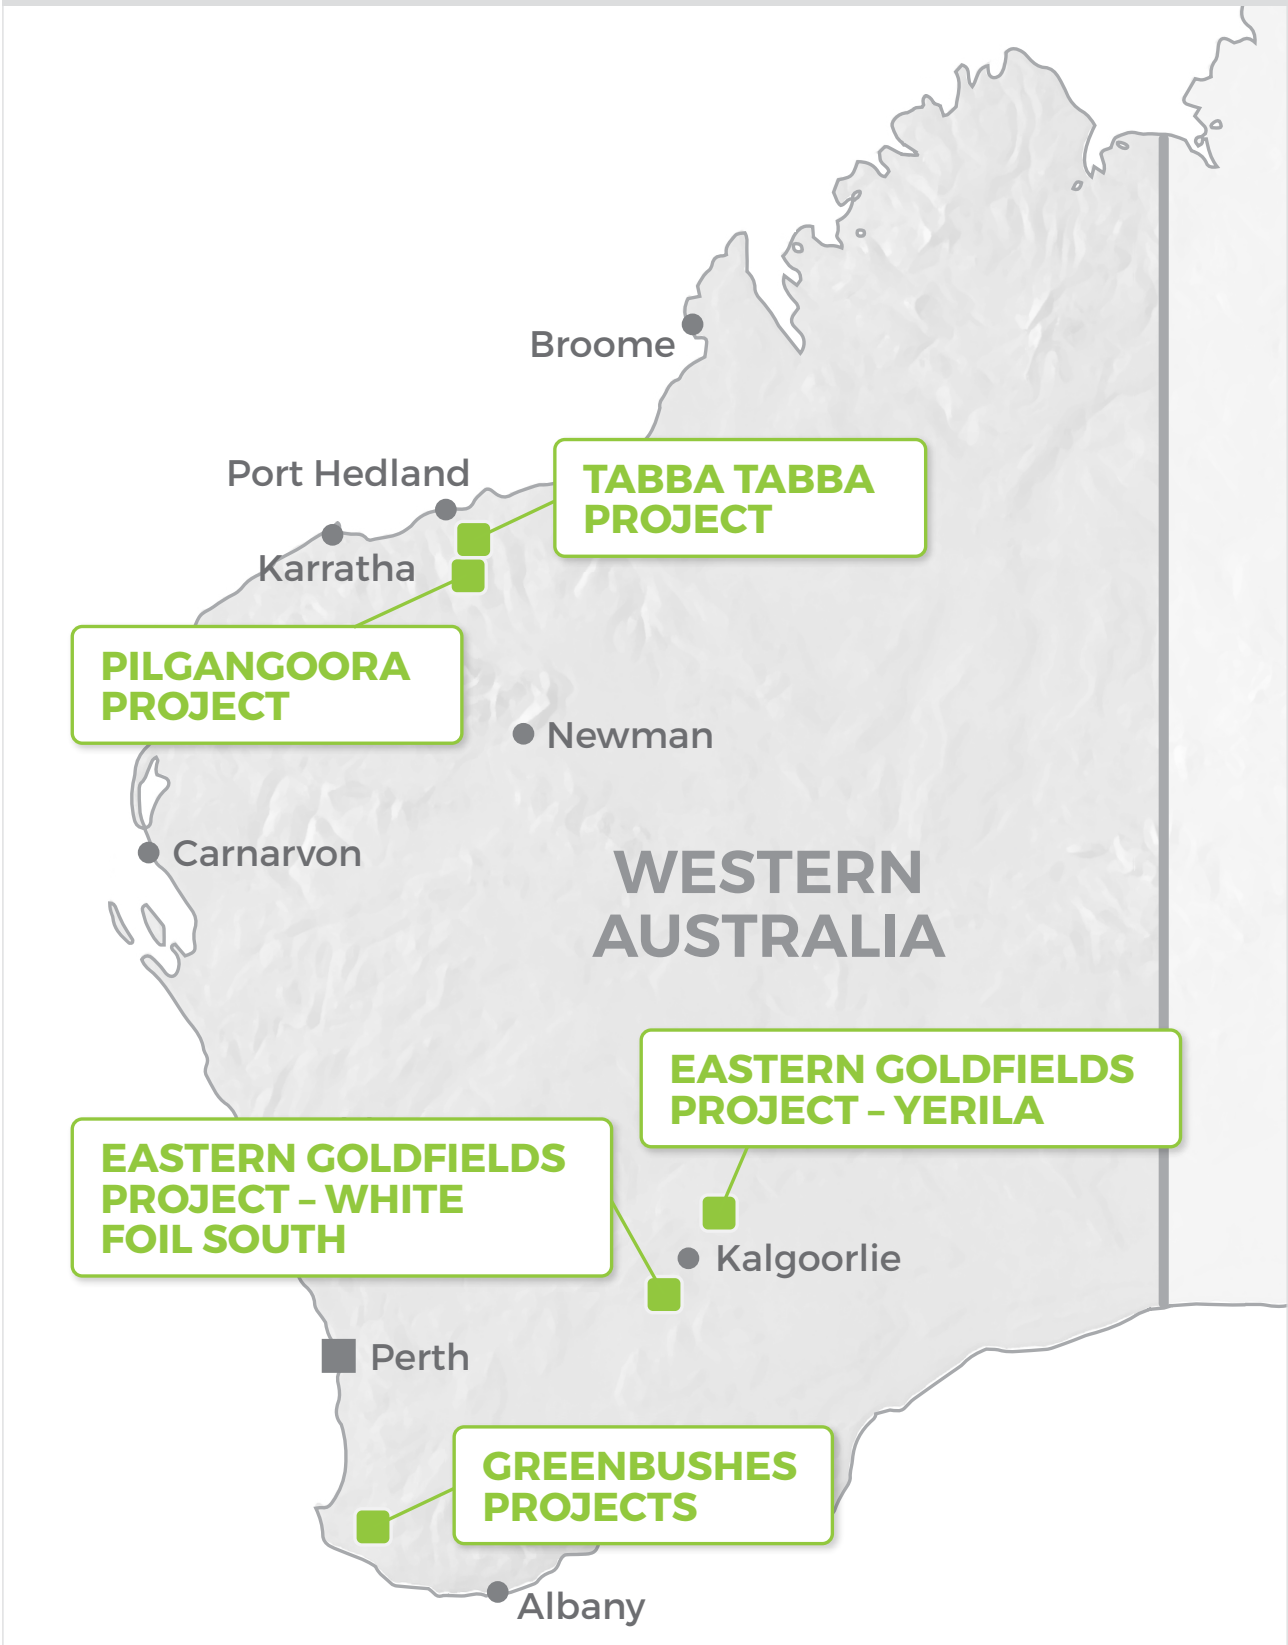 Broome
TABBA TABBA
PROJECT
Port Hedland
Karratha
PILGANGOORA
PROJECT
Newman
Carnarvon
WESTERN
AUSTRALIA
EASTERN GOLDFIELDS
PROJECT – YERILA
EASTERN GOLDFIELDS
PROJECT – WHITE
FOIL SOUTH
Kalgoorlie
Perth
GREENBUSHES
PROJECTS
Albany